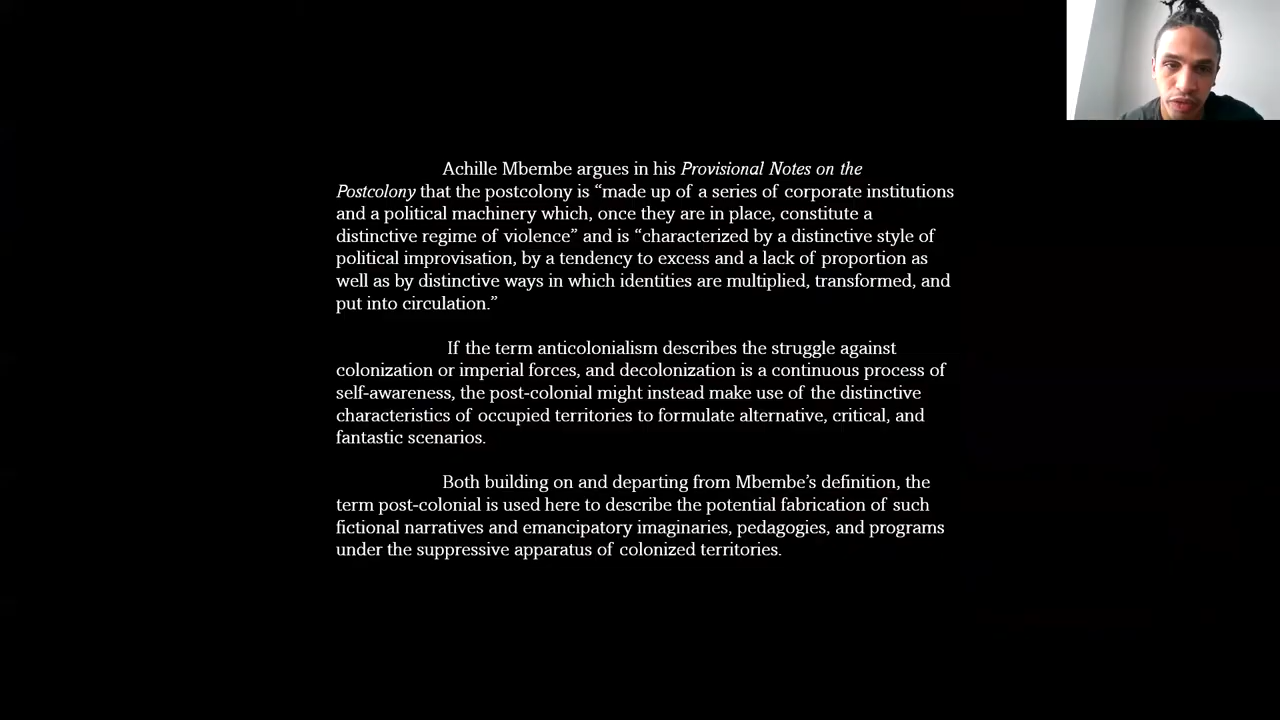 Achille Mbembe argues in his Provisional Notes on the
Postcolony that the postcolony is “made up of a series of corporate institutions
and a political machinery which, once they are in place, constitute a
distinctive regime of violence” and is “characterized by a distinctive style of
political improvisation, by a tendency to excess and a lack of proportion as
well as by distinctive ways in which identities are multiplied, transformed, and
put into circulation.”
If the term anticolonialism describes the struggle against
colonization or imperial forces, and decolonization is a continuous process of
self-awareness, the post-colonial might instead make use of the distinctive
characteristics of occupied territories to formulate alternative, critical, and
fantastic scenarios.
Both building on and departing from Mbembe’s definition, the
term post-colonial is used here to describe the potential fabrication of such
fictional narratives and emancipatory imaginaries, pedagogies, and programs
under the suppressive apparatus of colonized territories.